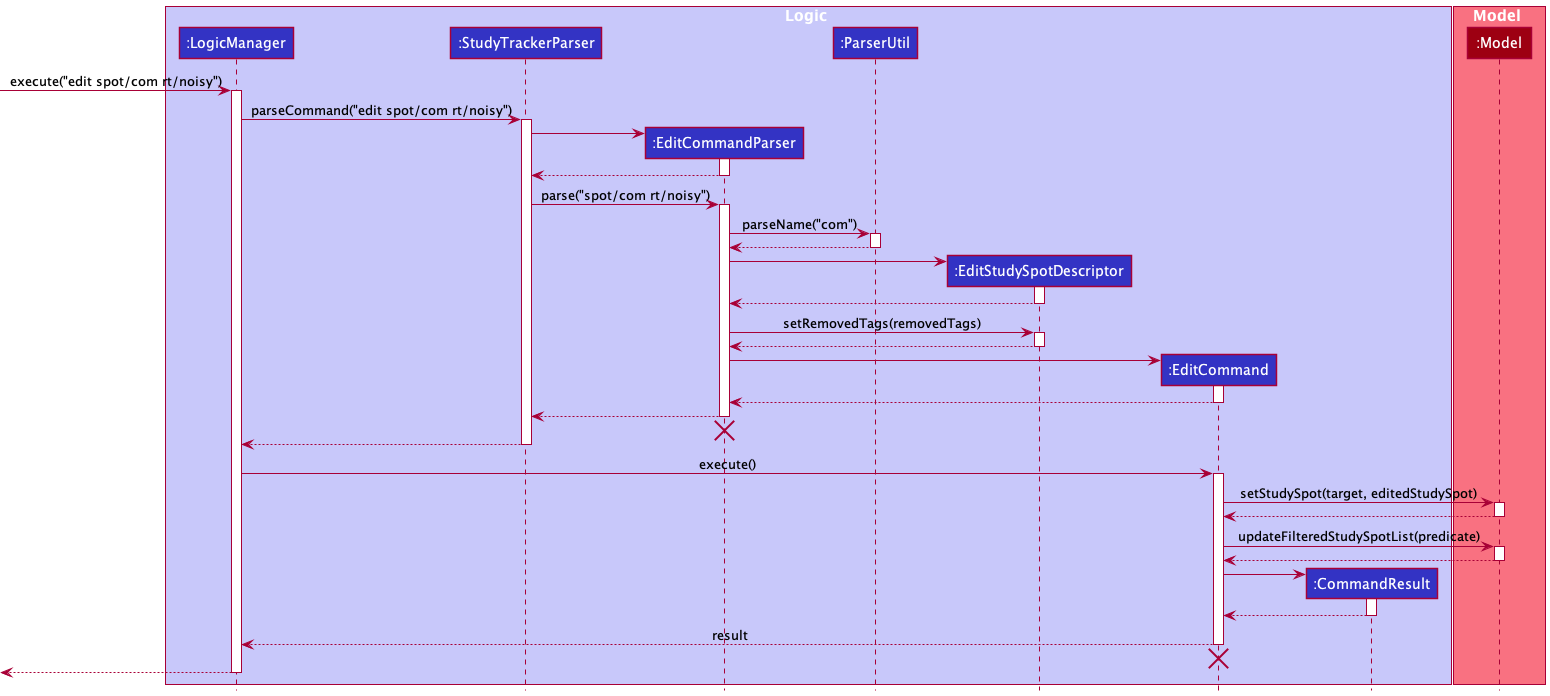 Logic
Model
:LogicManager
:StudyTrackerParser
:ParserUtil
:Model
execute("edit spot/com rt/noisy")
parseCommand("edit spot/com rt/noisy")
:EditCommandParser
parse("spot/com rt/noisy")
parseName("com")
:EditStudySpotDescriptor
setRemovedTags(removedTags)
:EditCommand
execute()
setStudySpot(target, editedStudySpot)
updateFilteredStudySpotList(predicate)
:CommandResult
result